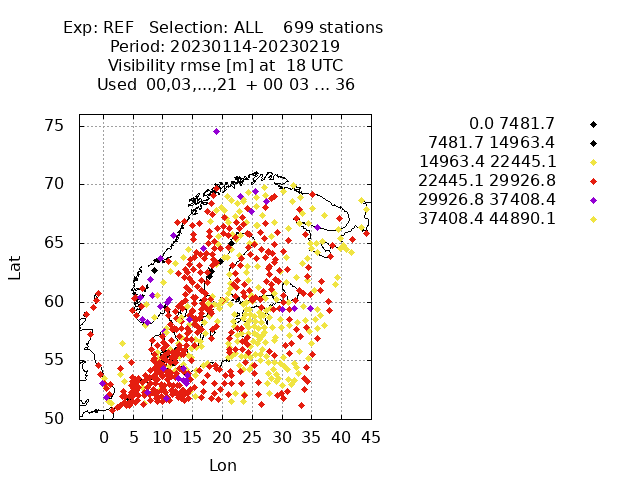 Exp: REF   Selection: ALL    699 stations
Period: 20230114-20230219
Visibility rmse [m] at  18 UTC
Used 00,03,...,21 + 00 03 ... 36
0.0 7481.7
7481.7 14963.4
14963.4 22445.1
22445.1 29926.8
29926.8 37408.4
37408.4 44890.1
75
70
65
60
55
50
Lat
0 5 10 15 20 25 30 35 40 45
Lon